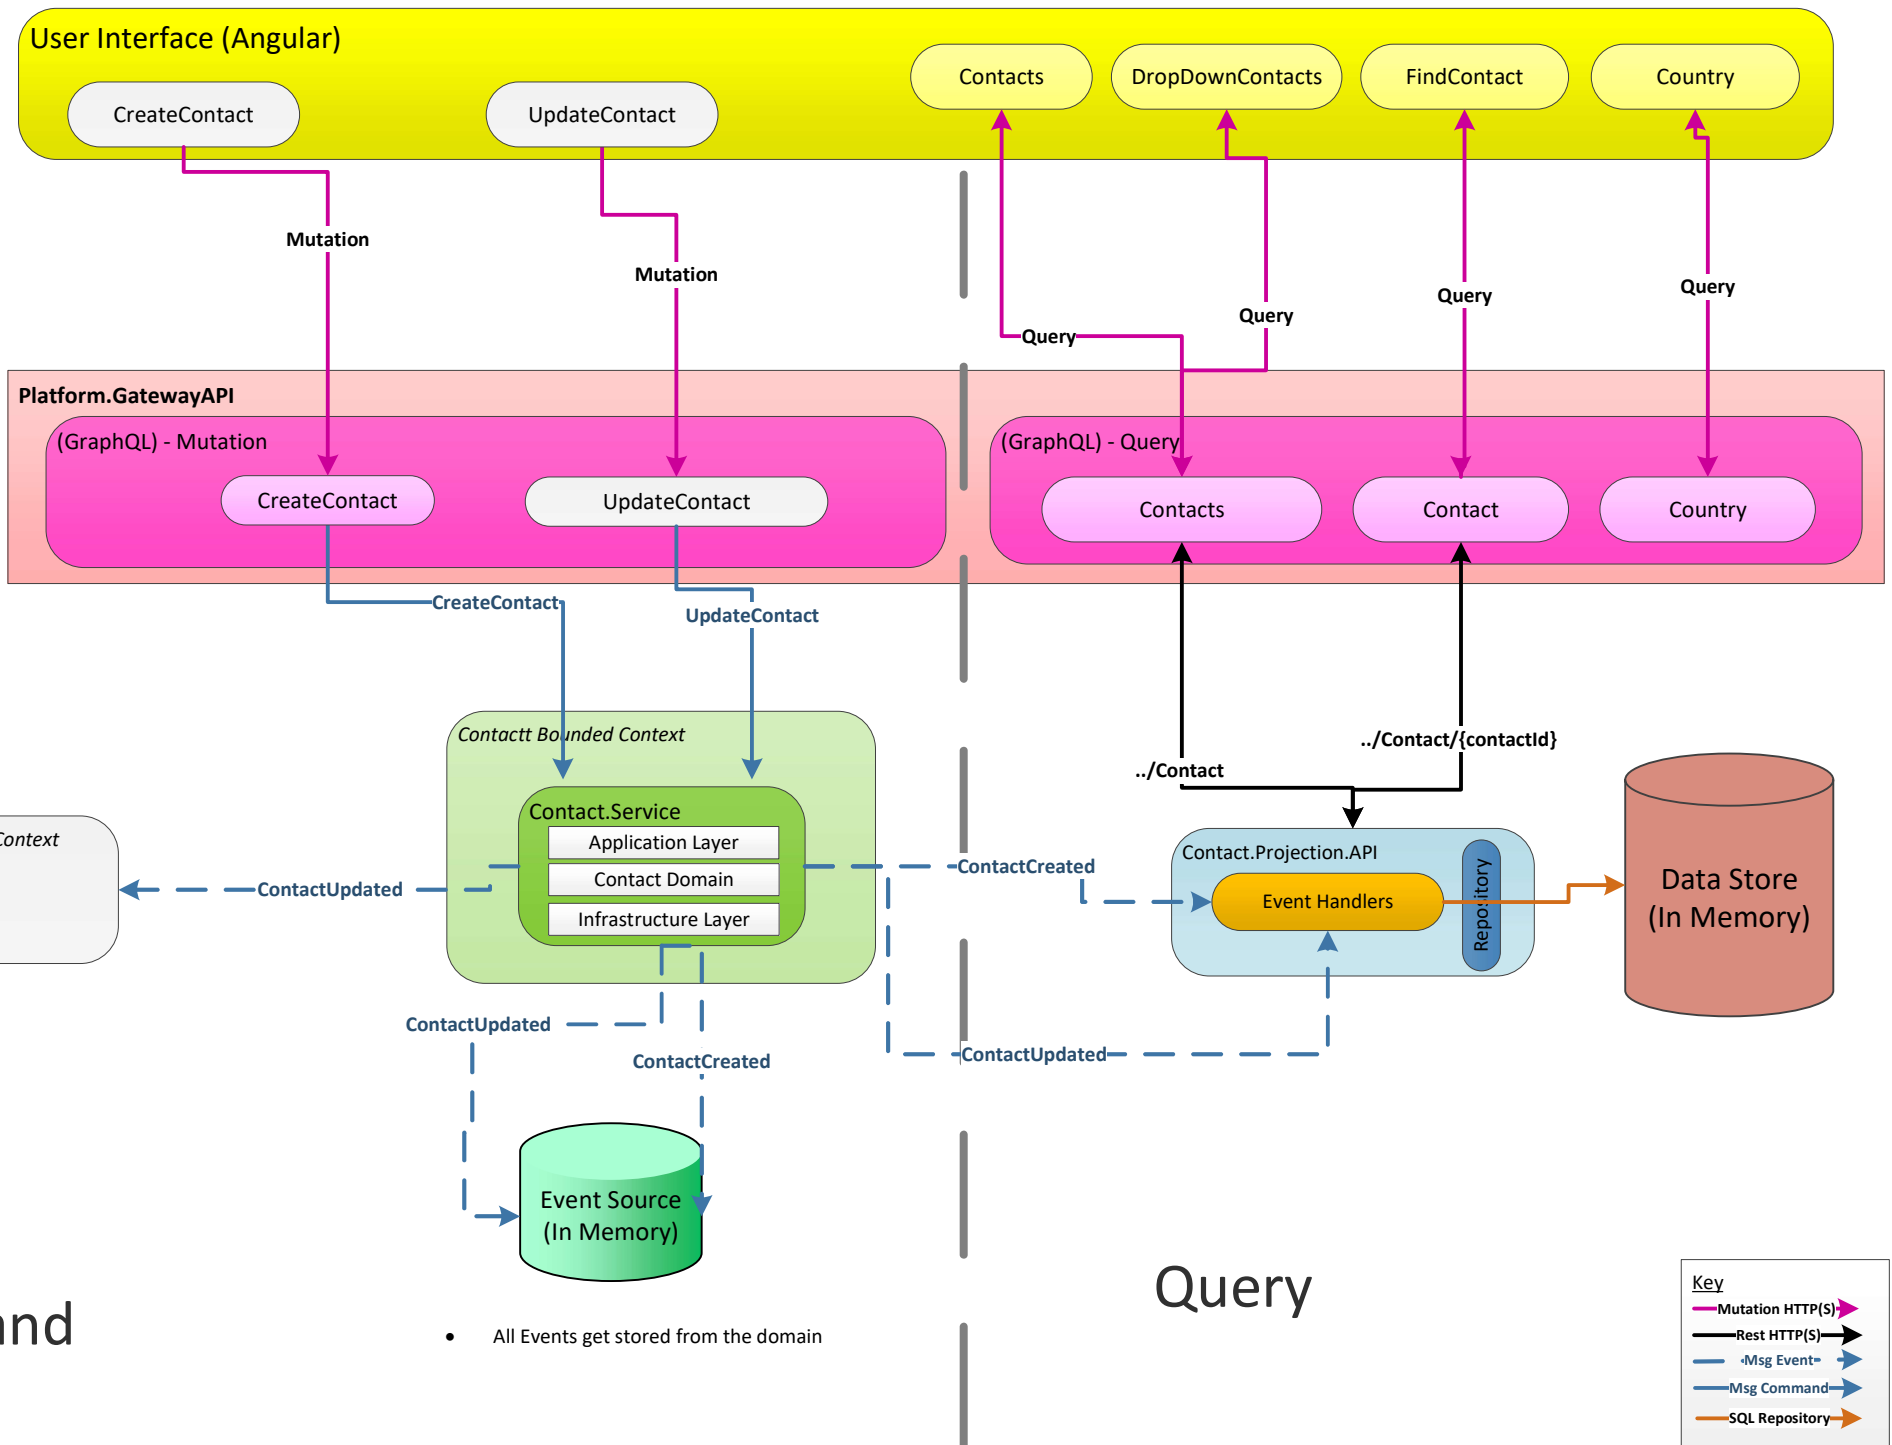 User Interface (Angular)
CreateContact
UpdateContact
Contacts
DropDownContacts
FindContact
Country
Mutation
Mutation
Query
Query
Query
Query
Platform.GatewayAPI
(GraphQL) - Mutation
CreateContact
UpdateContact
(GraphQL) - Query
Contacts
Contact
Country
CreateContact
UpdateContact
../Contact
../Contact/{contactId}
Contactt Bounded Context
Contact.Service
Application Layer
Contact Domain
Infrastructure Layer
Context
ContactUpdated
ContactCreated
ContactUpdated
ContactUpdated
ContactCreated
Contact.Projection.API
Event Handlers
Repository
Data Store
(In Memory)
Event Source
(In Memory)
All Events get stored from the domain
Query
Key
Mutation HTTP(S)
Rest HTTP(S)
Msg Event
Msg Command
SQL Repository